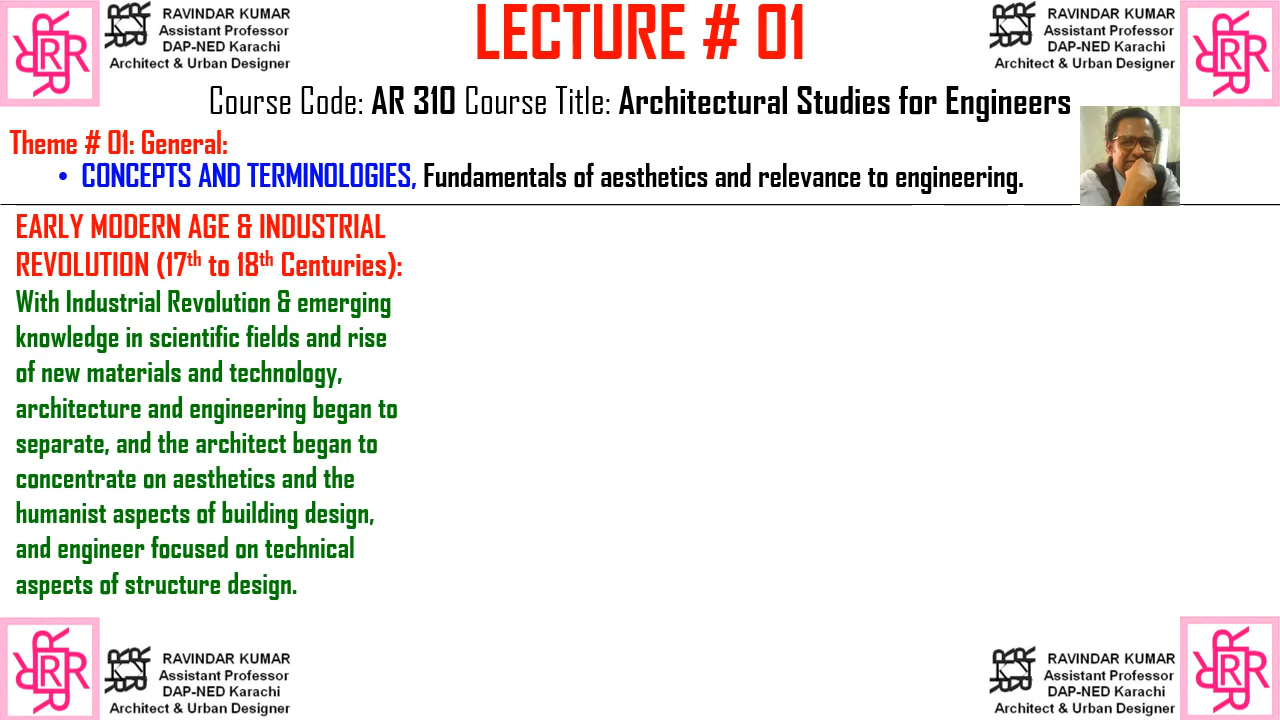 RAVINDAR KUMAR
Assistant Professor
DAP-NED Karachi
Architect & Urban Designer
LECTURE # 01
RAVINDAR KUMAR
Assistant Professor
DAP-NED Karachi
Architect & Urban Designer
Course Code: AR 310 Course Title: Architectural Studies for Engineers
Theme # 01: General:
• CONCEPTS AND TERMINOLOGIES, Fundamentals of aesthetics and relevance to engineering.
EARLY MODERN AGE & INDUSTRIAL
REVOLUTION (17th to 18th Centuries):
With Industrial Revolution & emerging
knowledge in scientific fields and rise
of new materials and technology,
architecture and engineering began to
separate, and the architect began to
concentrate on aesthetics and the
humanist aspects of building design,
and engineer focused on technical
aspects of structure design.
RAVINDAR KUMAR
Assistant Professor
DAP-NED Karachi
Architect & Urban Designer
RAVINDAR KUMAR
Assistant Professor
DAP-NED Karachi
Architect & Urban Designer